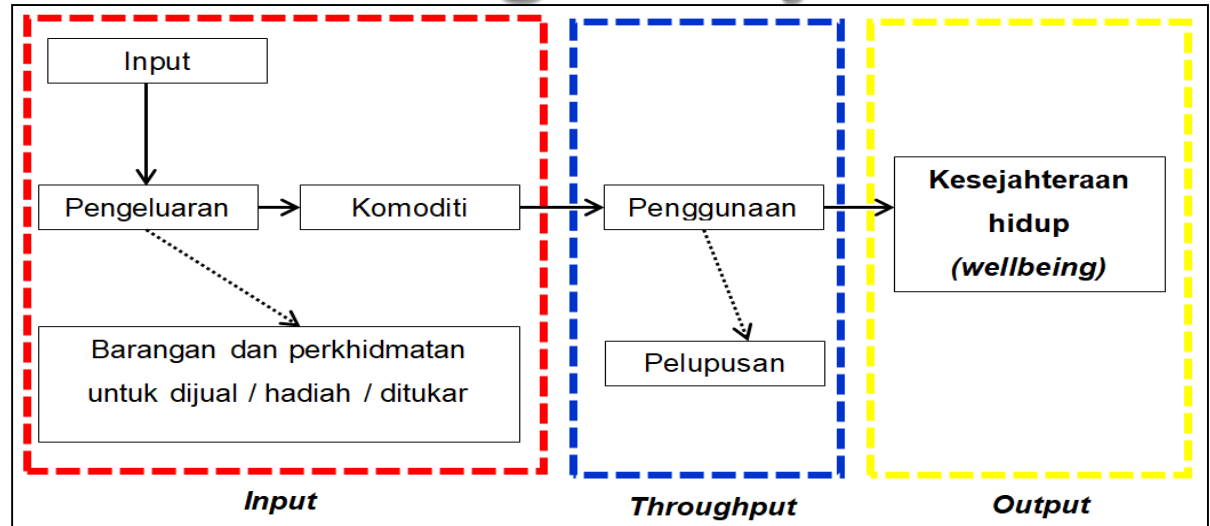 Input
Pengeluaran
Komoditi
Penggunaan
Kesejahteraan
hidup
(wellbeing)
Barangan dan perkhidmatan
untuk dijual / hadiah / ditukar
Pelupusan
Input
Throughput
Output